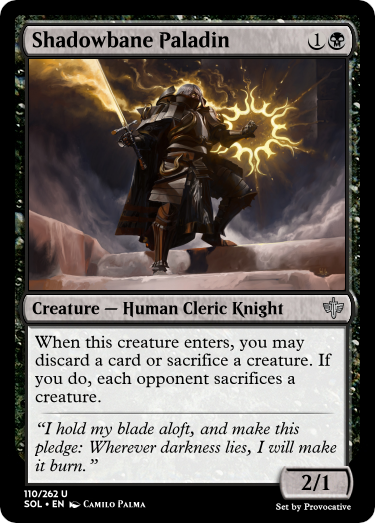 Shadowbane Paladin 1
Creature — Human Cleric Knight
When this creature enters, you may
discard a card or sacrifice a creature. If
you do, each opponent sacrifices a
creature.
“I hold my blade aloft, and make this
pledge: Wherever darkness lies, I will make
it burn.”
2/1
110/262 U
SOL • EN Camilo Palma
Set by Provocative